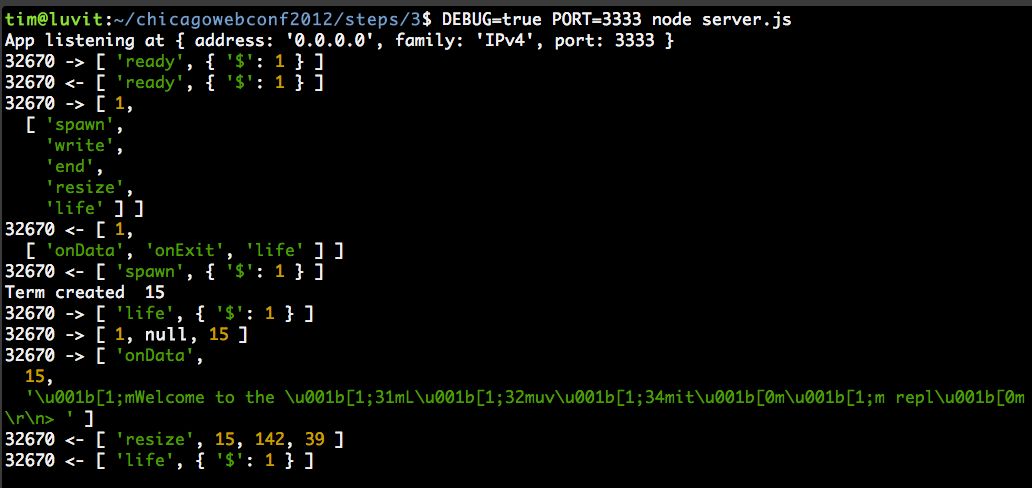 tim@luvit:~/chicagowebconf2012/steps/3$ DEBUG=true PORT=3333 node server.js
App listening at { address: '0.0.0.0', family: 'IPv4', port: 3333 }
32670 -> [ 'ready', { '$': 1 } ]
32670 <- [ 'ready', { '$': 1 } ]
32670 -> [ 1,
  [ 'spawn',
    'write',
    'end',
    'resize',
    'life' ] ]
32670 <- [ 1,
  [ 'onData', 'onExit', 'life' ] ]
32670 <- [ 'spawn', { '$': 1 } ]
Term created  15
32670 -> [ 'life', { '$': 1 } ]
32670 -> [ 1, null, 15 ]
32670 -> [ 'onData',
  15,
  '\u001b[1;mWelcome to the \u001b[1;31mL\u001b[1;32muv\u001b[1;34mit\u001b[0m\u001b[1;m repl\u001b[0m
\r\n> ' ]
32670 <- [ 'resize', 15, 142, 39 ]
32670 <- [ 'life', { '$': 1 } ]